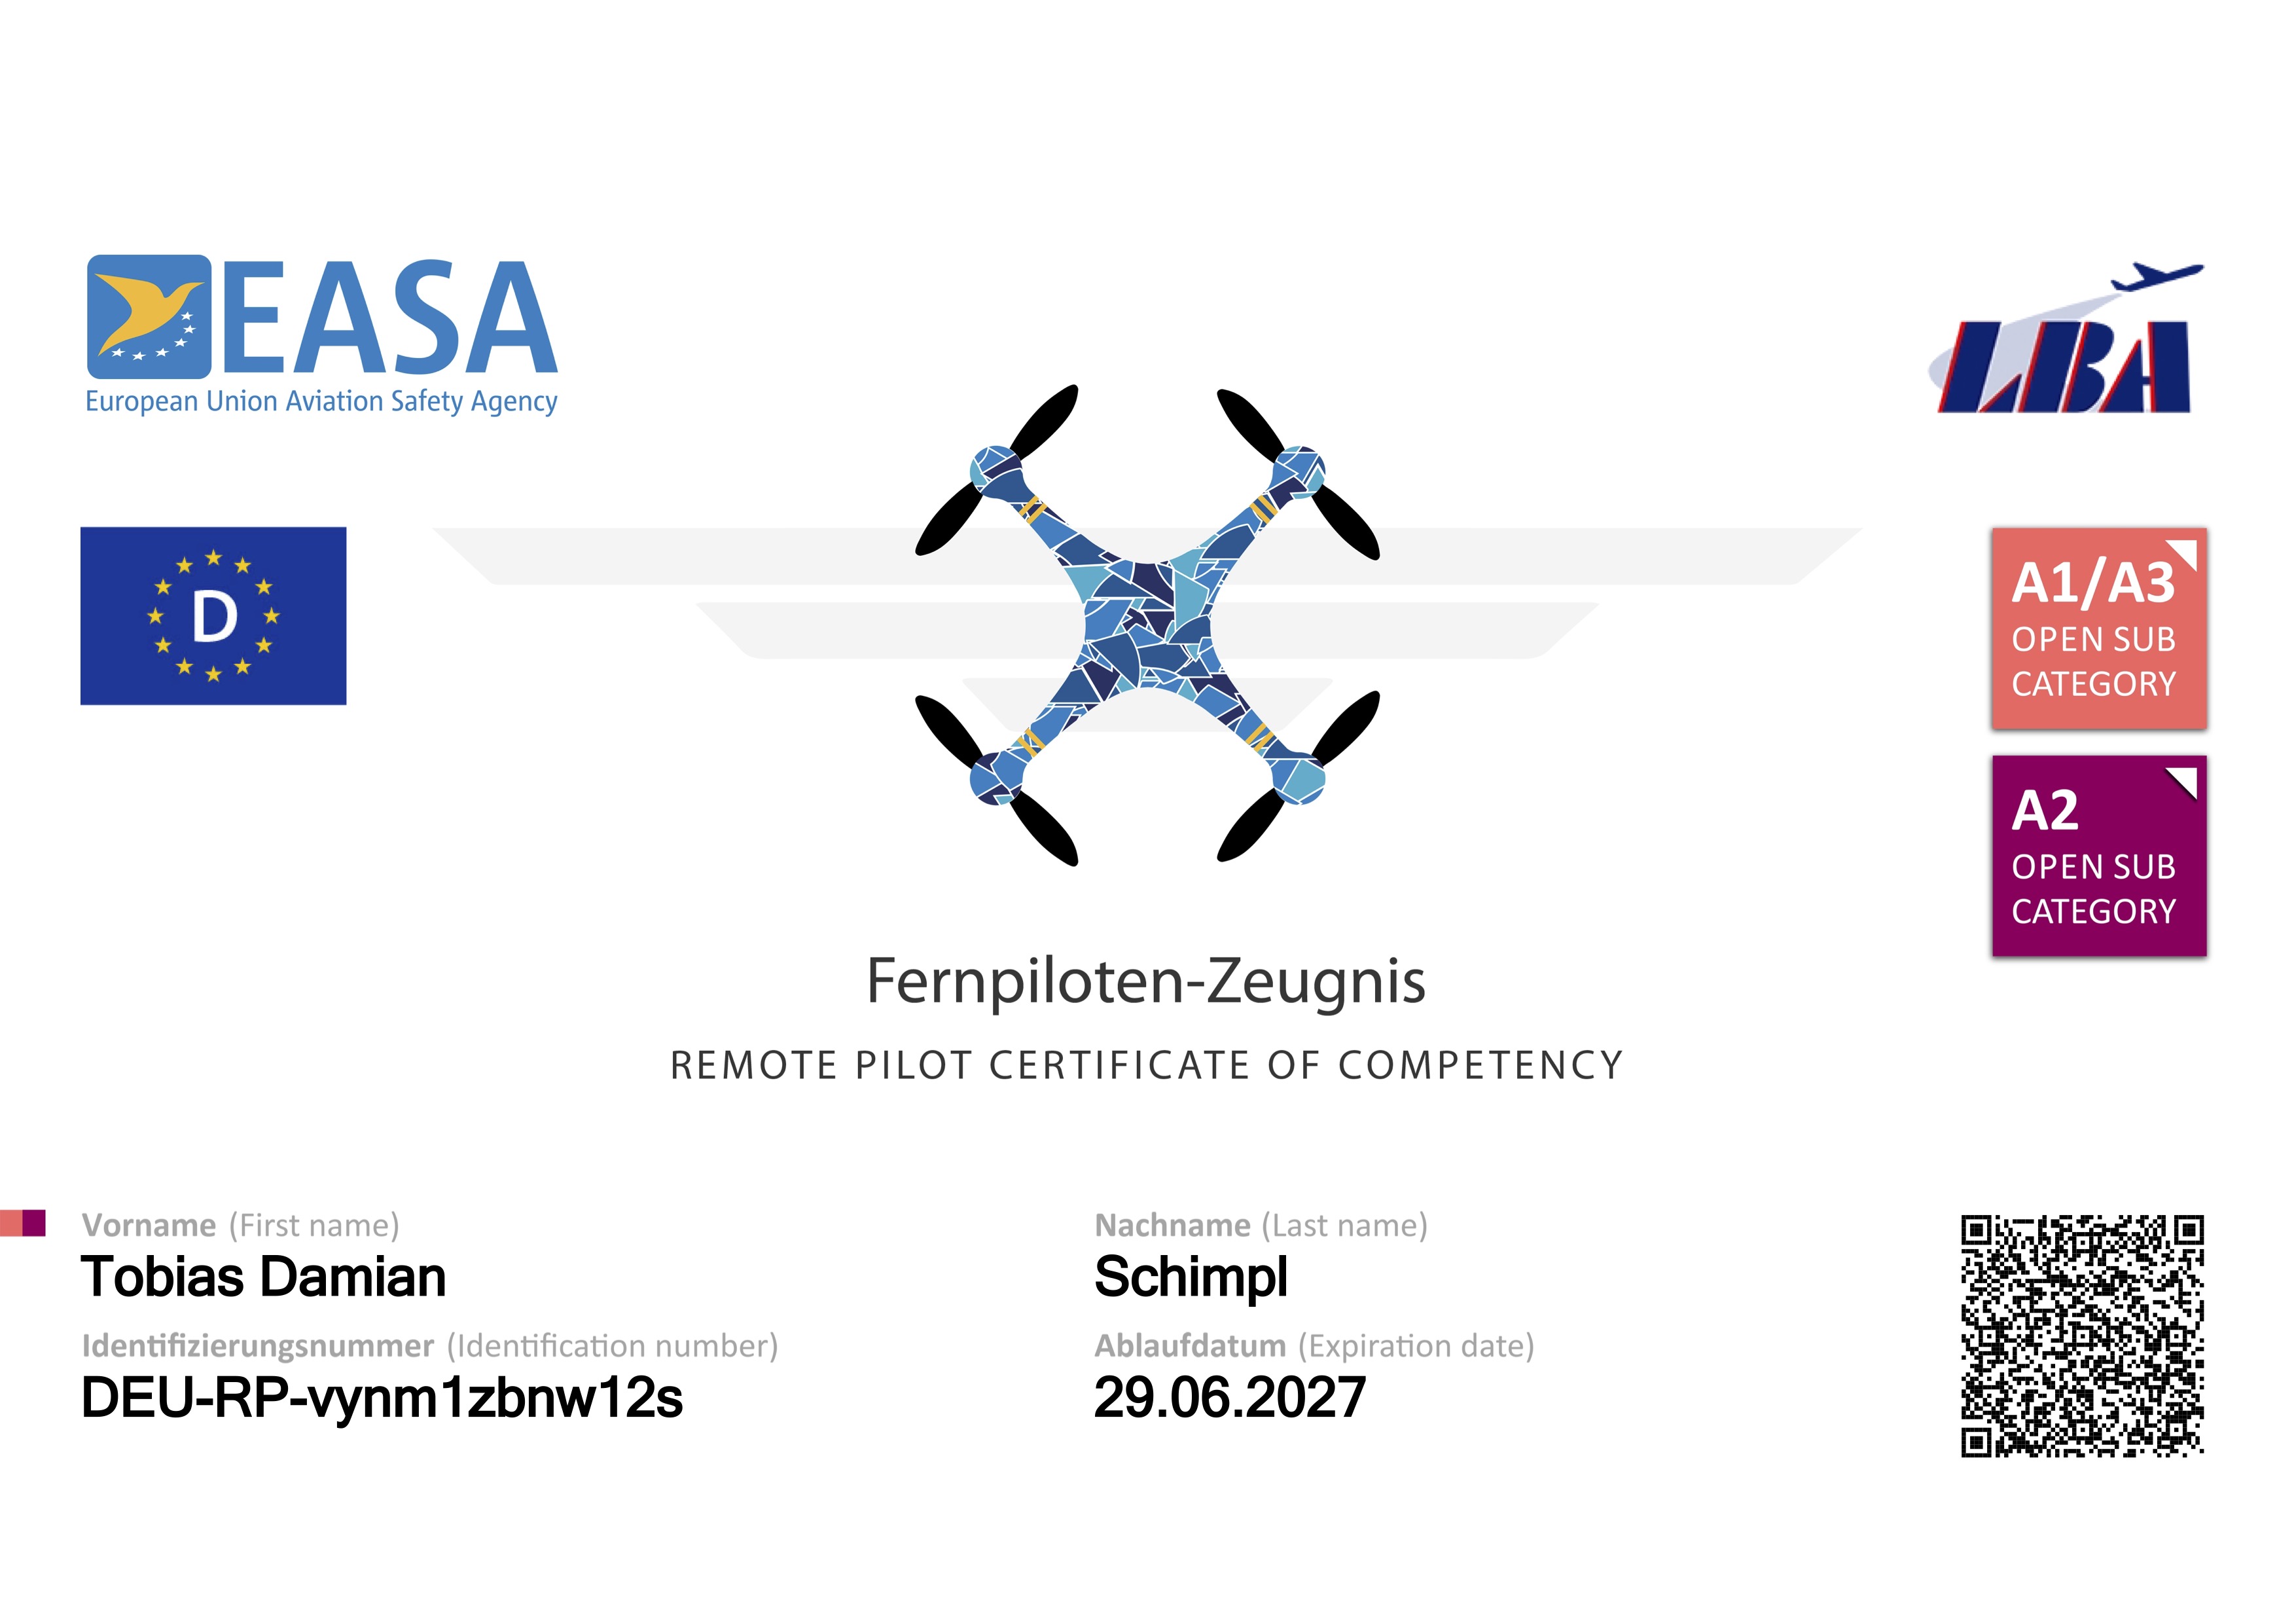 EASA
European Union Aviation Safety Agency
LBA
D
A1/A3
OPEN SUB
CATEGORY
A2
OPEN SUB
CATEGORY
Fernpiloten-Zeugnis
REMOTE PILOT CERTIFICATE OF COMPETENCY
Vorname (First name)
Tobias Damian
Nachname (Last name)
Schimpl
Identifizierungsnummer (Identification number)
DEU-RP-vynm1zbnw12s
Ablaufdatum (Expiration date)
29.06.2027